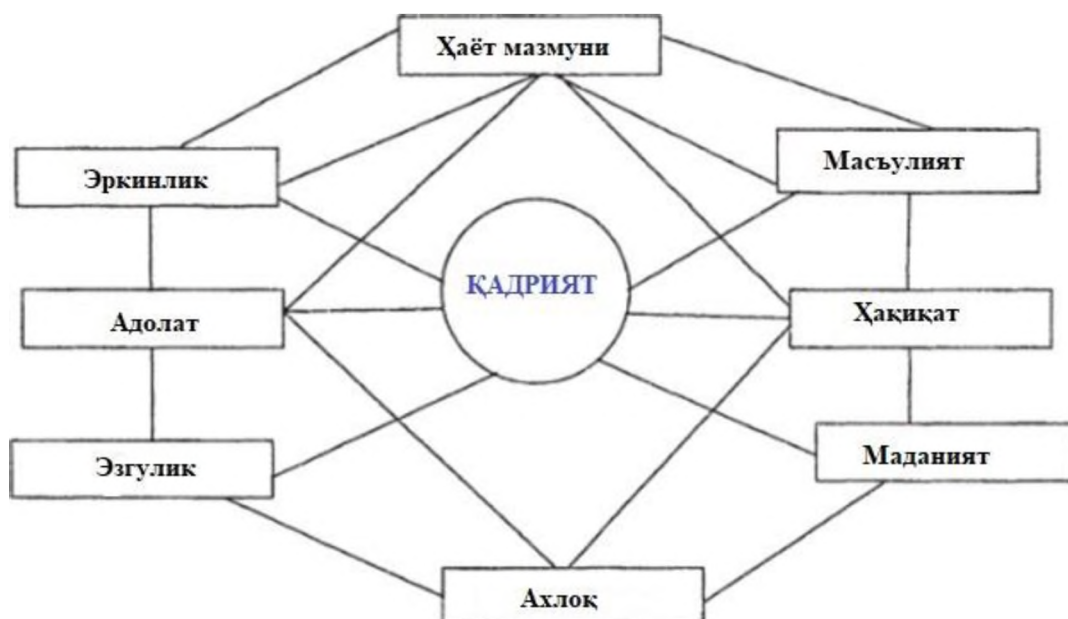 Ҳаёт мазмуни
Эркинлик
Масъулият
ҚАДРИЯТ
Адолат
Ҳақиқат
Эзгулик
Маданият
Ахлоқ